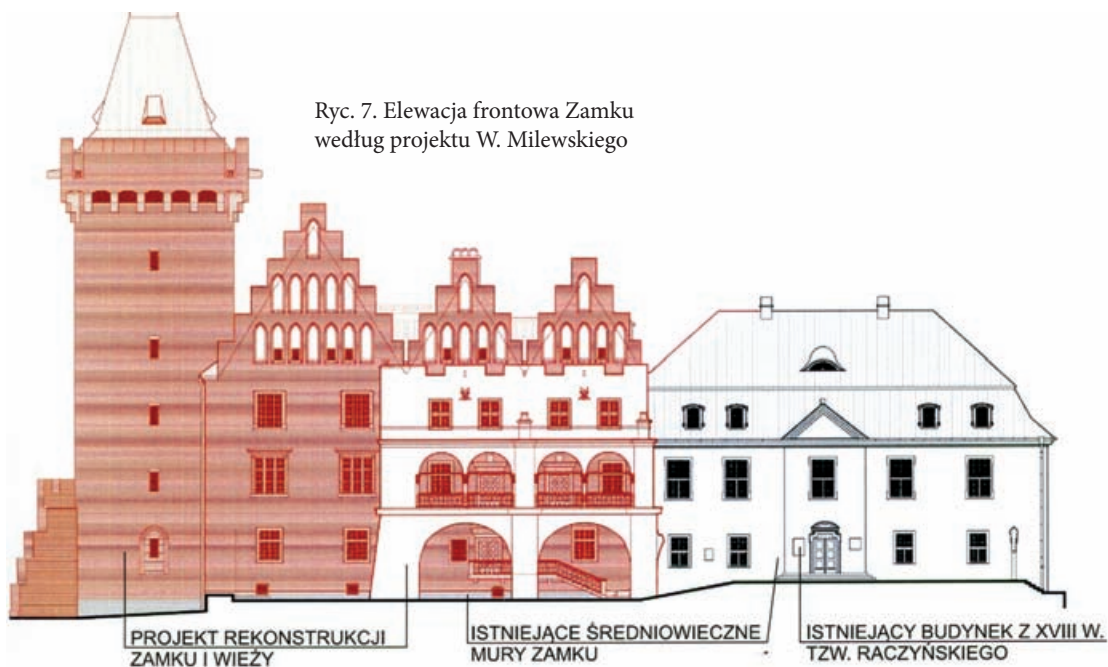 Ryc. 7. Elewacja frontowa Zamku
według projektu W. Milewskiego
PROJEKT REKONSTRUKCJI
ZAMKU I WIEŻY
ISTNIEJĄCE ŚREDNIOWIECZNE
MURY ZAMKU
ISTNIEJĄCY BUDYNEK Z XVIII W.
TZW. RACZYŃSKIEGO